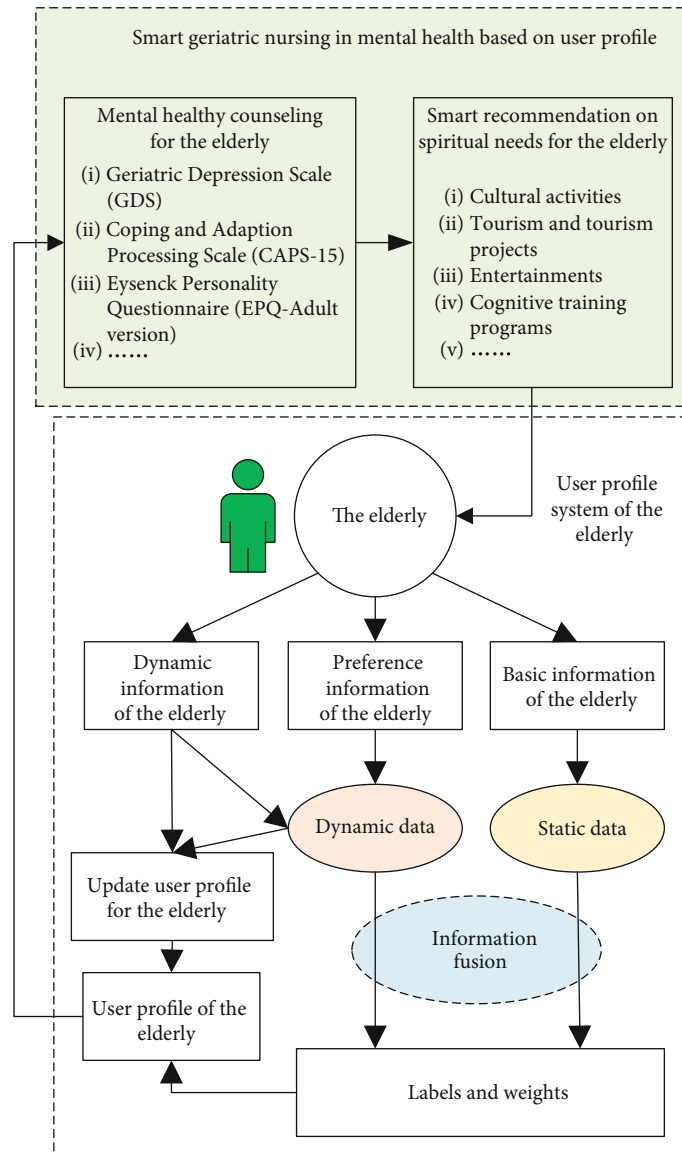 Smart geriatric nursing in mental health based on user profile
Mental healthy counseling
for the elderly
(i) Geriatric Depression Scale
(GDS)
(ii) Coping and Adaption
Processing Scale (CAPS-15)
(iii) Eysenck Personality
Questionnaire (EPQ-Adult
version)
(iv) ......
Smart recommendation on
spiritual needs for the elderly
(i) Cultural activities
(ii) Tourism and tourism
projects
(iii) Entertainments
(iv) Cognitive training
programs
(v) ......
The elderly
User profile
system of the
elderly
Dynamic
information
of the elderly
Preference
information
of the elderly
Basic information
of the elderly
Dynamic data
Static data
Update user profile
for the elderly
Information
fusion
User profile of the
elderly
Labels and weights